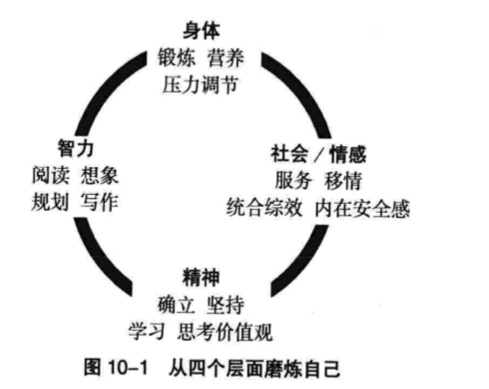 身体
锻炼 营养
压力调节
智力
阅读 想象
规划 写作
社会 / 情感
服务 移情
统合综效 内在安全感
精神
确立 坚持
学习 思考价值观
图 10-1 从四个层面磨炼自己